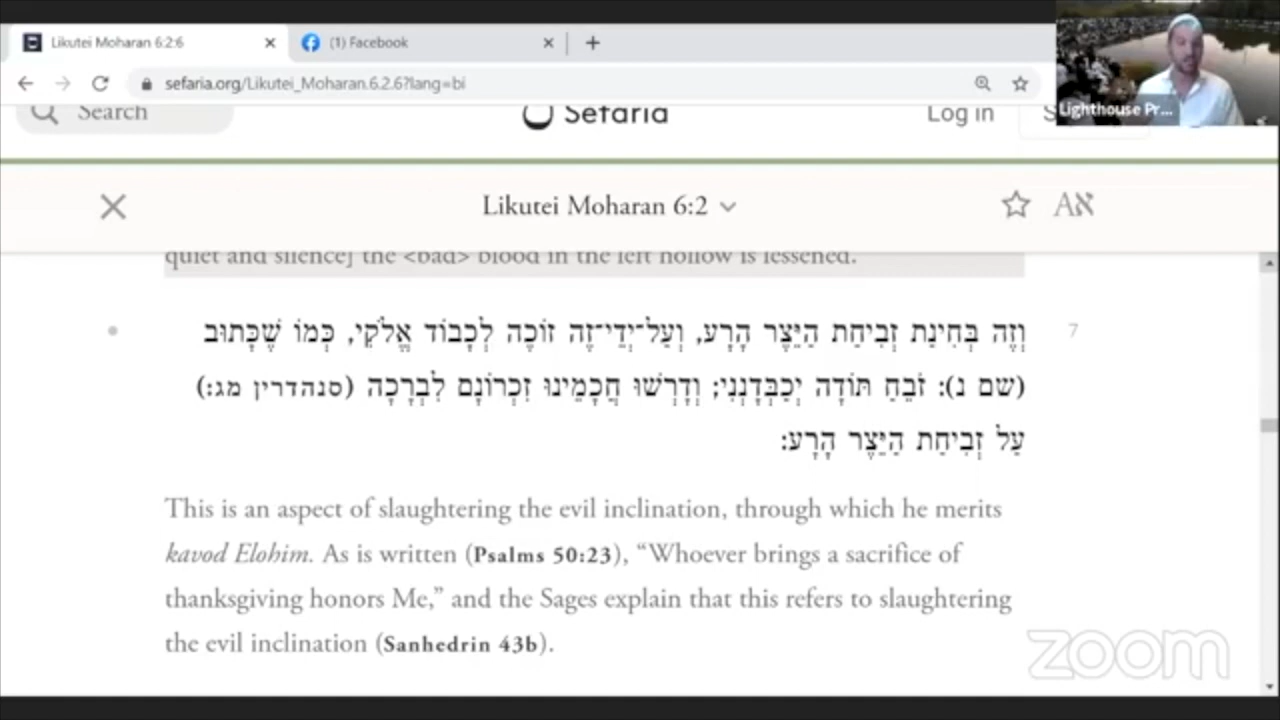 Likutei Moharan 6:2:6
(1) Facebook
sefaria.org/Likutei_Moharan.6.2.6?lang=bi
Lighthouse Pr...
Search
Sefaria
Log in
Likutei Moharan 6:2
Aא
quiet and silence] the <bad> blood in the left hollow is lessened.
וְזֶה בְּחִינַת זְבִיחַת הַיֵּצֶר הָרָע, וְעַל־יְדֵי־זֶה זוֹכֶה לְכָבוֹד אֱלֹקִי, כְּמוֹ שֶׁכָּתוּב
7
(שם נ): זֹבֵחַ תּוֹדָה יְכַבְּדָנְנִי; וְדָרְשׁוּ חֲכָמֵינוּ זִכְרוֹנָם לִבְרָכָה (סנהדרין מג:)
עַל זְבִיחַת הַיֵּצֶר הָרָע:
This is an aspect of slaughtering the evil inclination, through which he merits
kavod Elohim. As is written (Psalms 50:23), “Whoever brings a sacrifice of
thanksgiving honors Me,” and the Sages explain that this refers to slaughtering
the evil inclination (Sanhedrin 43b).
zoom